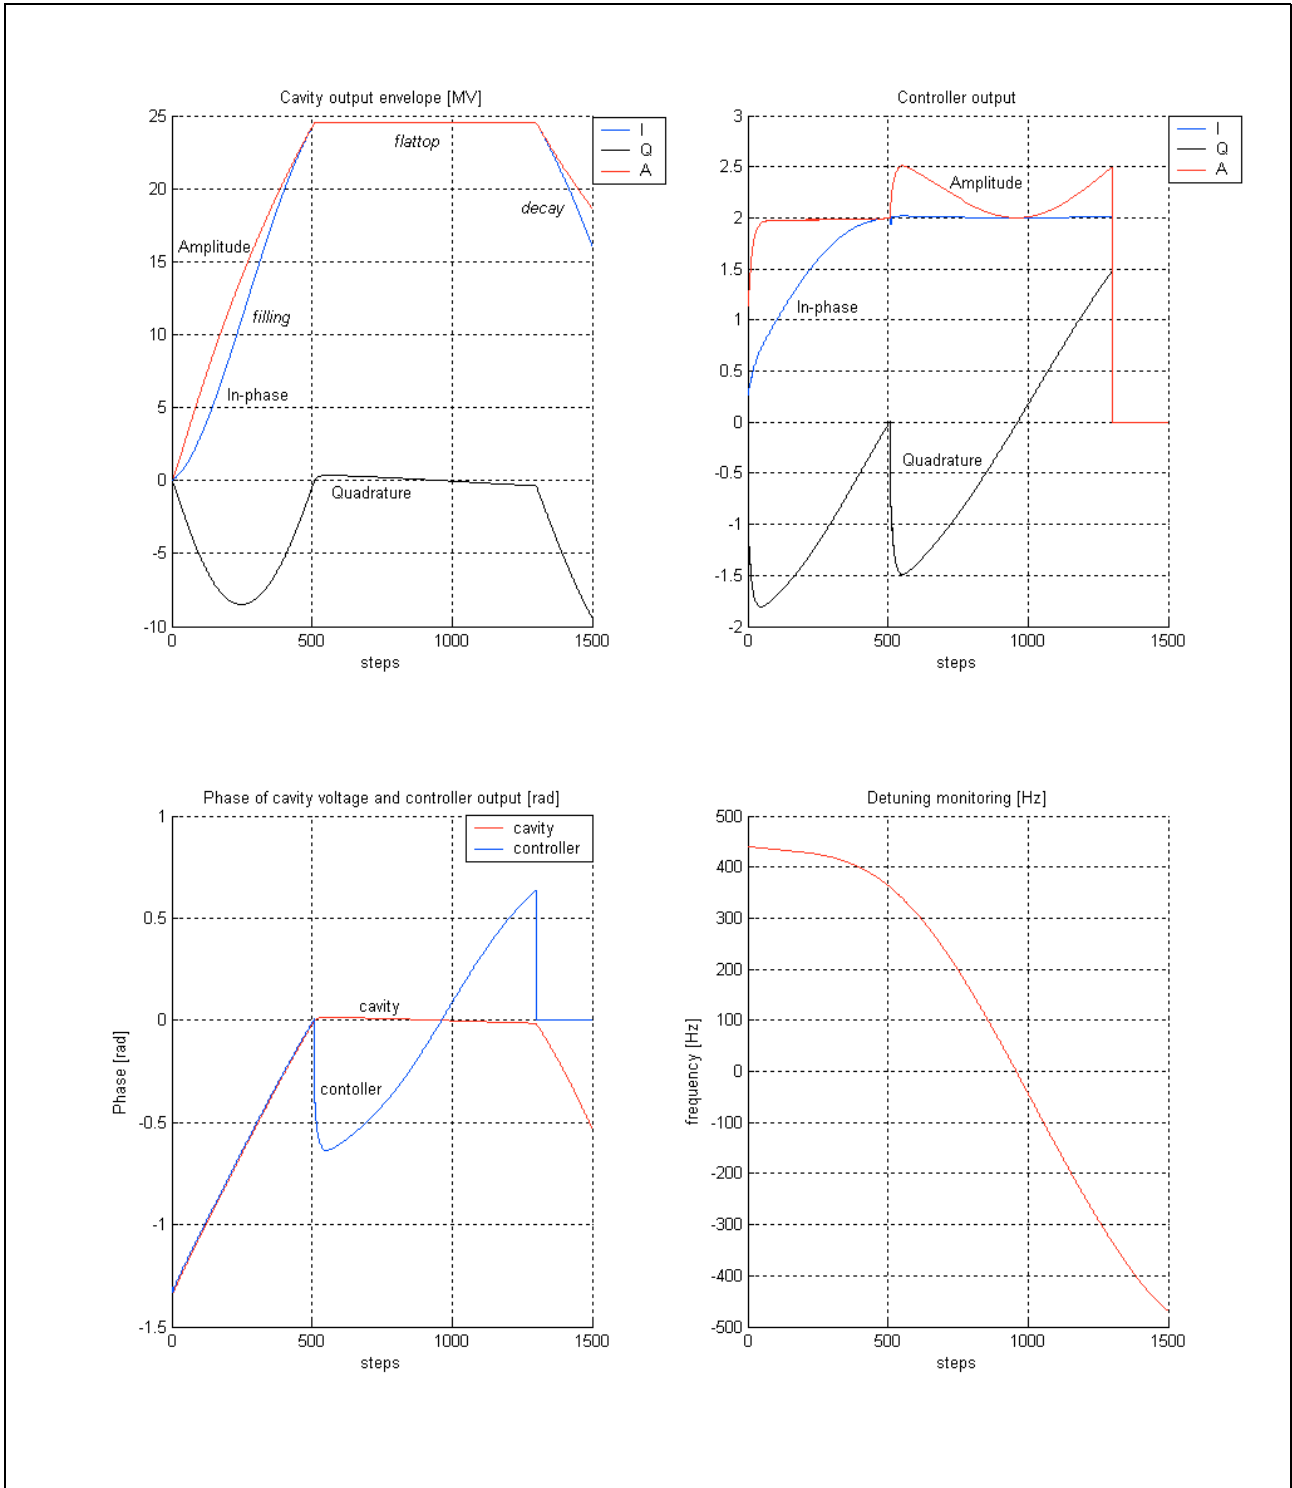 Cavity output envelope [MV]
25
20
15
10
5
0
-5
-10
0
500
1000
1500
steps
I
Q
A
flattop
decay
Amplitude
filling
In-phase
Quadrature
Controller output
3
2.5
2
1.5
1
0.5
0
-0.5
-1
-1.5
-2
0
500
1000
1500
steps
I
Q
A
Amplitude
In-phase
Quadrature
Phase of cavity voltage and controller output [rad]
Phase [rad]
1
0.5
0
-0.5
-1
-1.5
0
500
1000
1500
steps
cavity
controller
cavity
contoller
Detuning monitoring [Hz]
frequency [Hz]
500
400
300
200
100
0
-100
-200
-300
-400
-500
0
500
1000
1500
steps